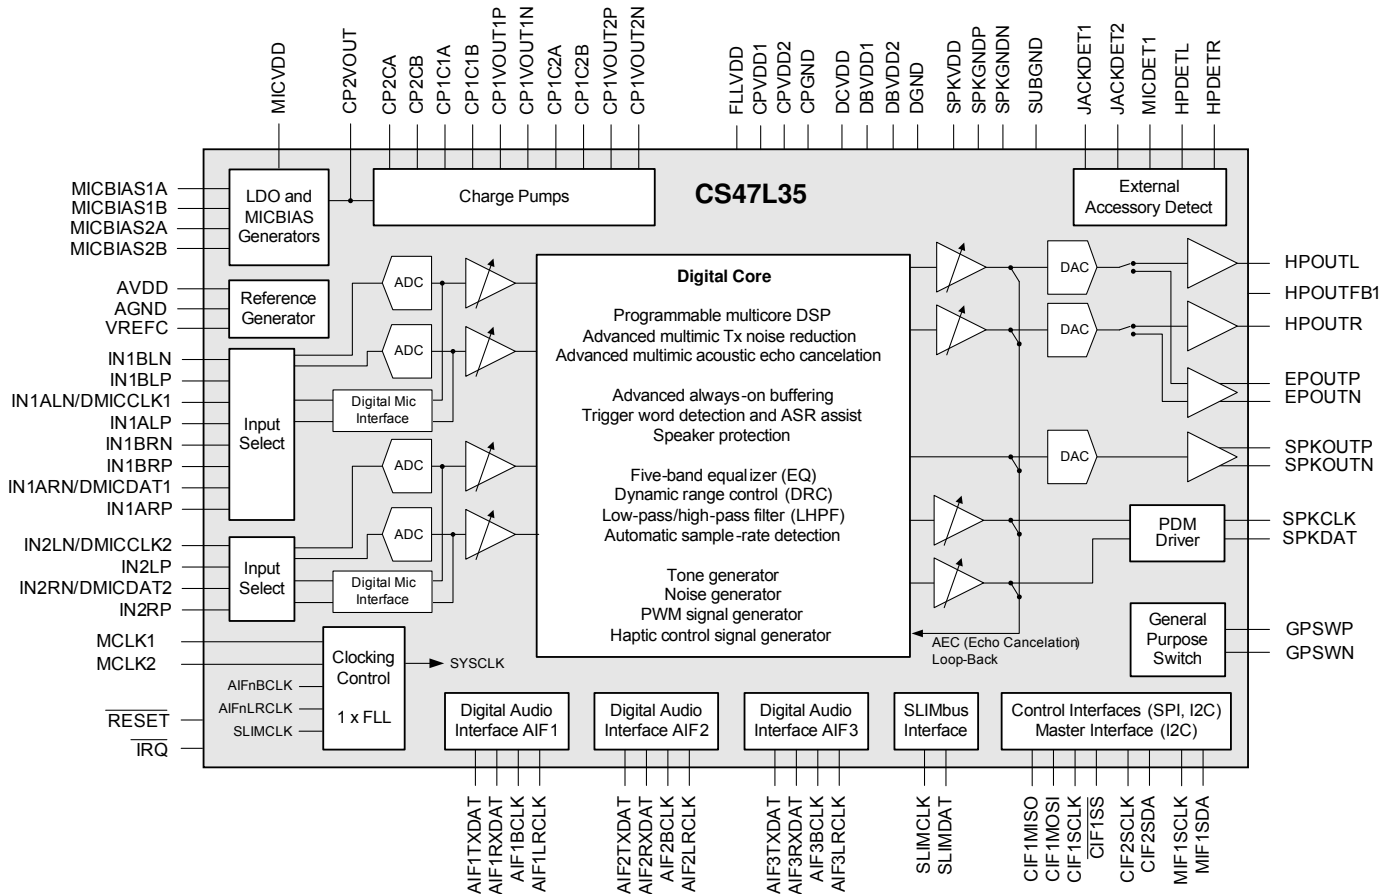 MICVDD
CP2VOUT
CP2CA
CP2CB
CP1C1A
CP1C1B
CP1VOUT1P
CP1VOUT1N
CP1C2A
CP1C2B
CP1VOUT2P
CP1VOUT2N
FLLVDD
CPVDD1
CPVDD2
CPGND
DCVDD
DBVDD1
DBVDD2
DGND
SPKVDD
SPKGNDP
SPKGNDN
SUBGND
JACKDET1
JACKDET2
MICDET1
HPDETL
HPDETR
CS47L35
MICBIAS1A
MICBIAS1B
MICBIAS2A
MICBIAS2B
LDO and
MICBIAS
Generators
Charge Pumps
External
Accessory Detect
AVDD
AGND
VREFC
Reference
Generator
IN1BLN
IN1BLP
IN1ALN/DMICCLK1
IN1ALP
IN1BRN
IN1BRP
IN1ARN/DMICDAT1
IN1ARP
Input
Select
ADC
ADC
Digital Mic
Interface
IN2LN/DMICCLK2
IN2LP
IN2RN/DMICDAT2
IN2RP
Input
Select
ADC
ADC
Digital Mic
Interface
Digital Core
Programmable multicore DSP
Advanced multimic Tx noise reduction
Advanced multimic acoustic echo cancelation
Advanced always-on buffering
Trigger word detection and ASR assist
Speaker protection
Five-band equalizer (EQ)
Dynamic range control (DRC)
Low-pass/high-pass filter (LHPF)
Automatic sample-rate detection
Tone generator
Noise generator
PWM signal generator
Haptic control signal generator
DAC
DAC
DAC
HPOUTL
HPOUTFB1
HPOUTR
EPOUTP
EPOUTN
SPKOUTP
SPKOUTN
PDM
Driver
SPKCLK
SPKDAT
AEC (Echo Cancelation)
Loop-Back
General
Purpose
Switch
GPSWP
GPSWN
MCLK1
MCLK2
AIFnBCLK
AIFnLRCLK
SLIMCLK
Clocking
Control
1 x FLL
SYSCLK
RESET
IRQ
Digital Audio
Interface AIF1
Digital Audio
Interface AIF2
Digital Audio
Interface AIF3
SLIMbus
Interface
Control Interfaces (SPI, I2C)
Master Interface (I2C)
AIF1TXDAT
AIF1RXDAT
AIF1BCLK
AIF1LRCLK
AIF2TXDAT
AIF2RXDAT
AIF2BCLK
AIF2LRCLK
AIF3TXDAT
AIF3RXDAT
AIF3BCLK
AIF3LRCLK
SLIMCLK
SLIMDAT
CIF1MISO
CIF1MOSI
CIF1SCLK
CIF1SS
CIF2SCLK
CIF2SDA
MIF1SCLK
MIF1SDA